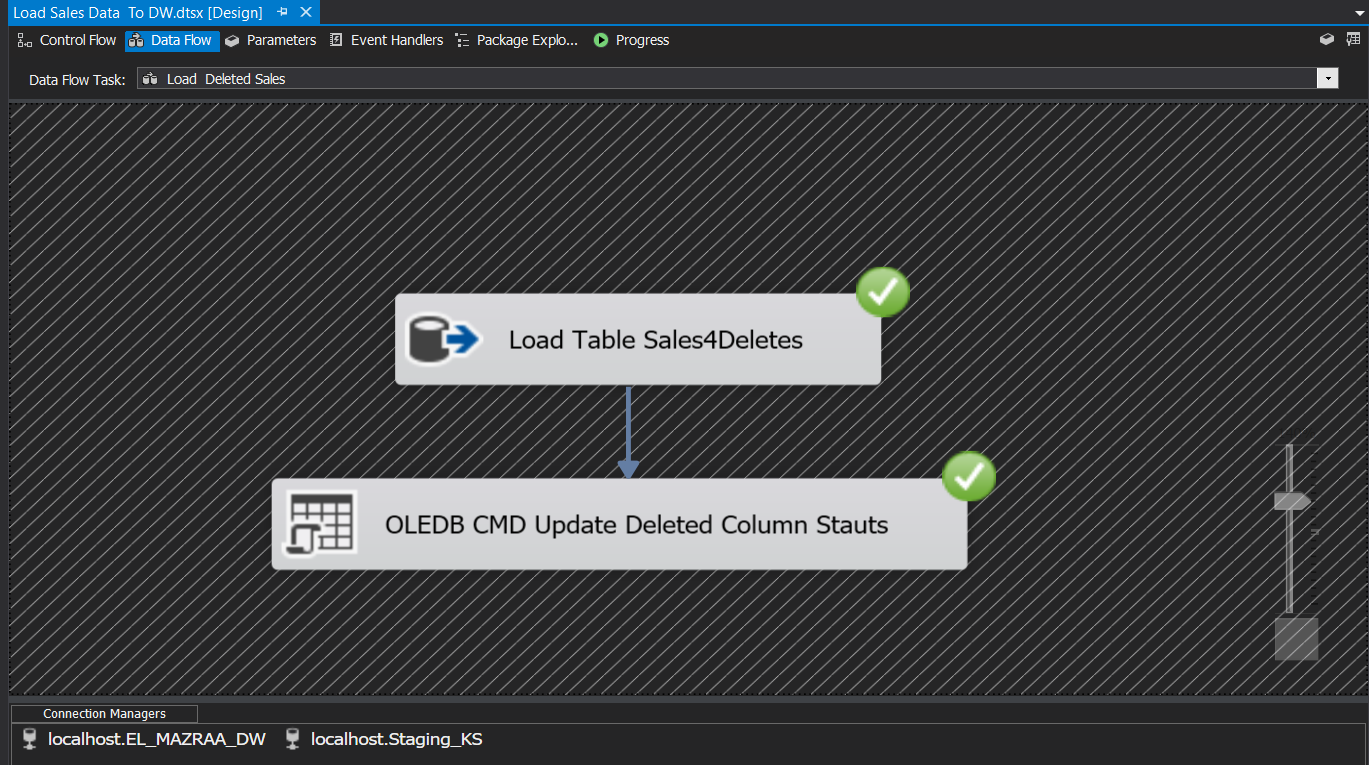 Load Sales Data  To DW.dtsx [Design]
Control Flow Data Flow Parameters Event Handlers Package Explo... Progress
Data Flow Task: Load  Deleted Sales
Load Table Sales4Deletes
OLEDB CMD Update Deleted Column Stauts
Connection Managers
localhost.EL_MAZRAA_DW localhost.Staging_KS